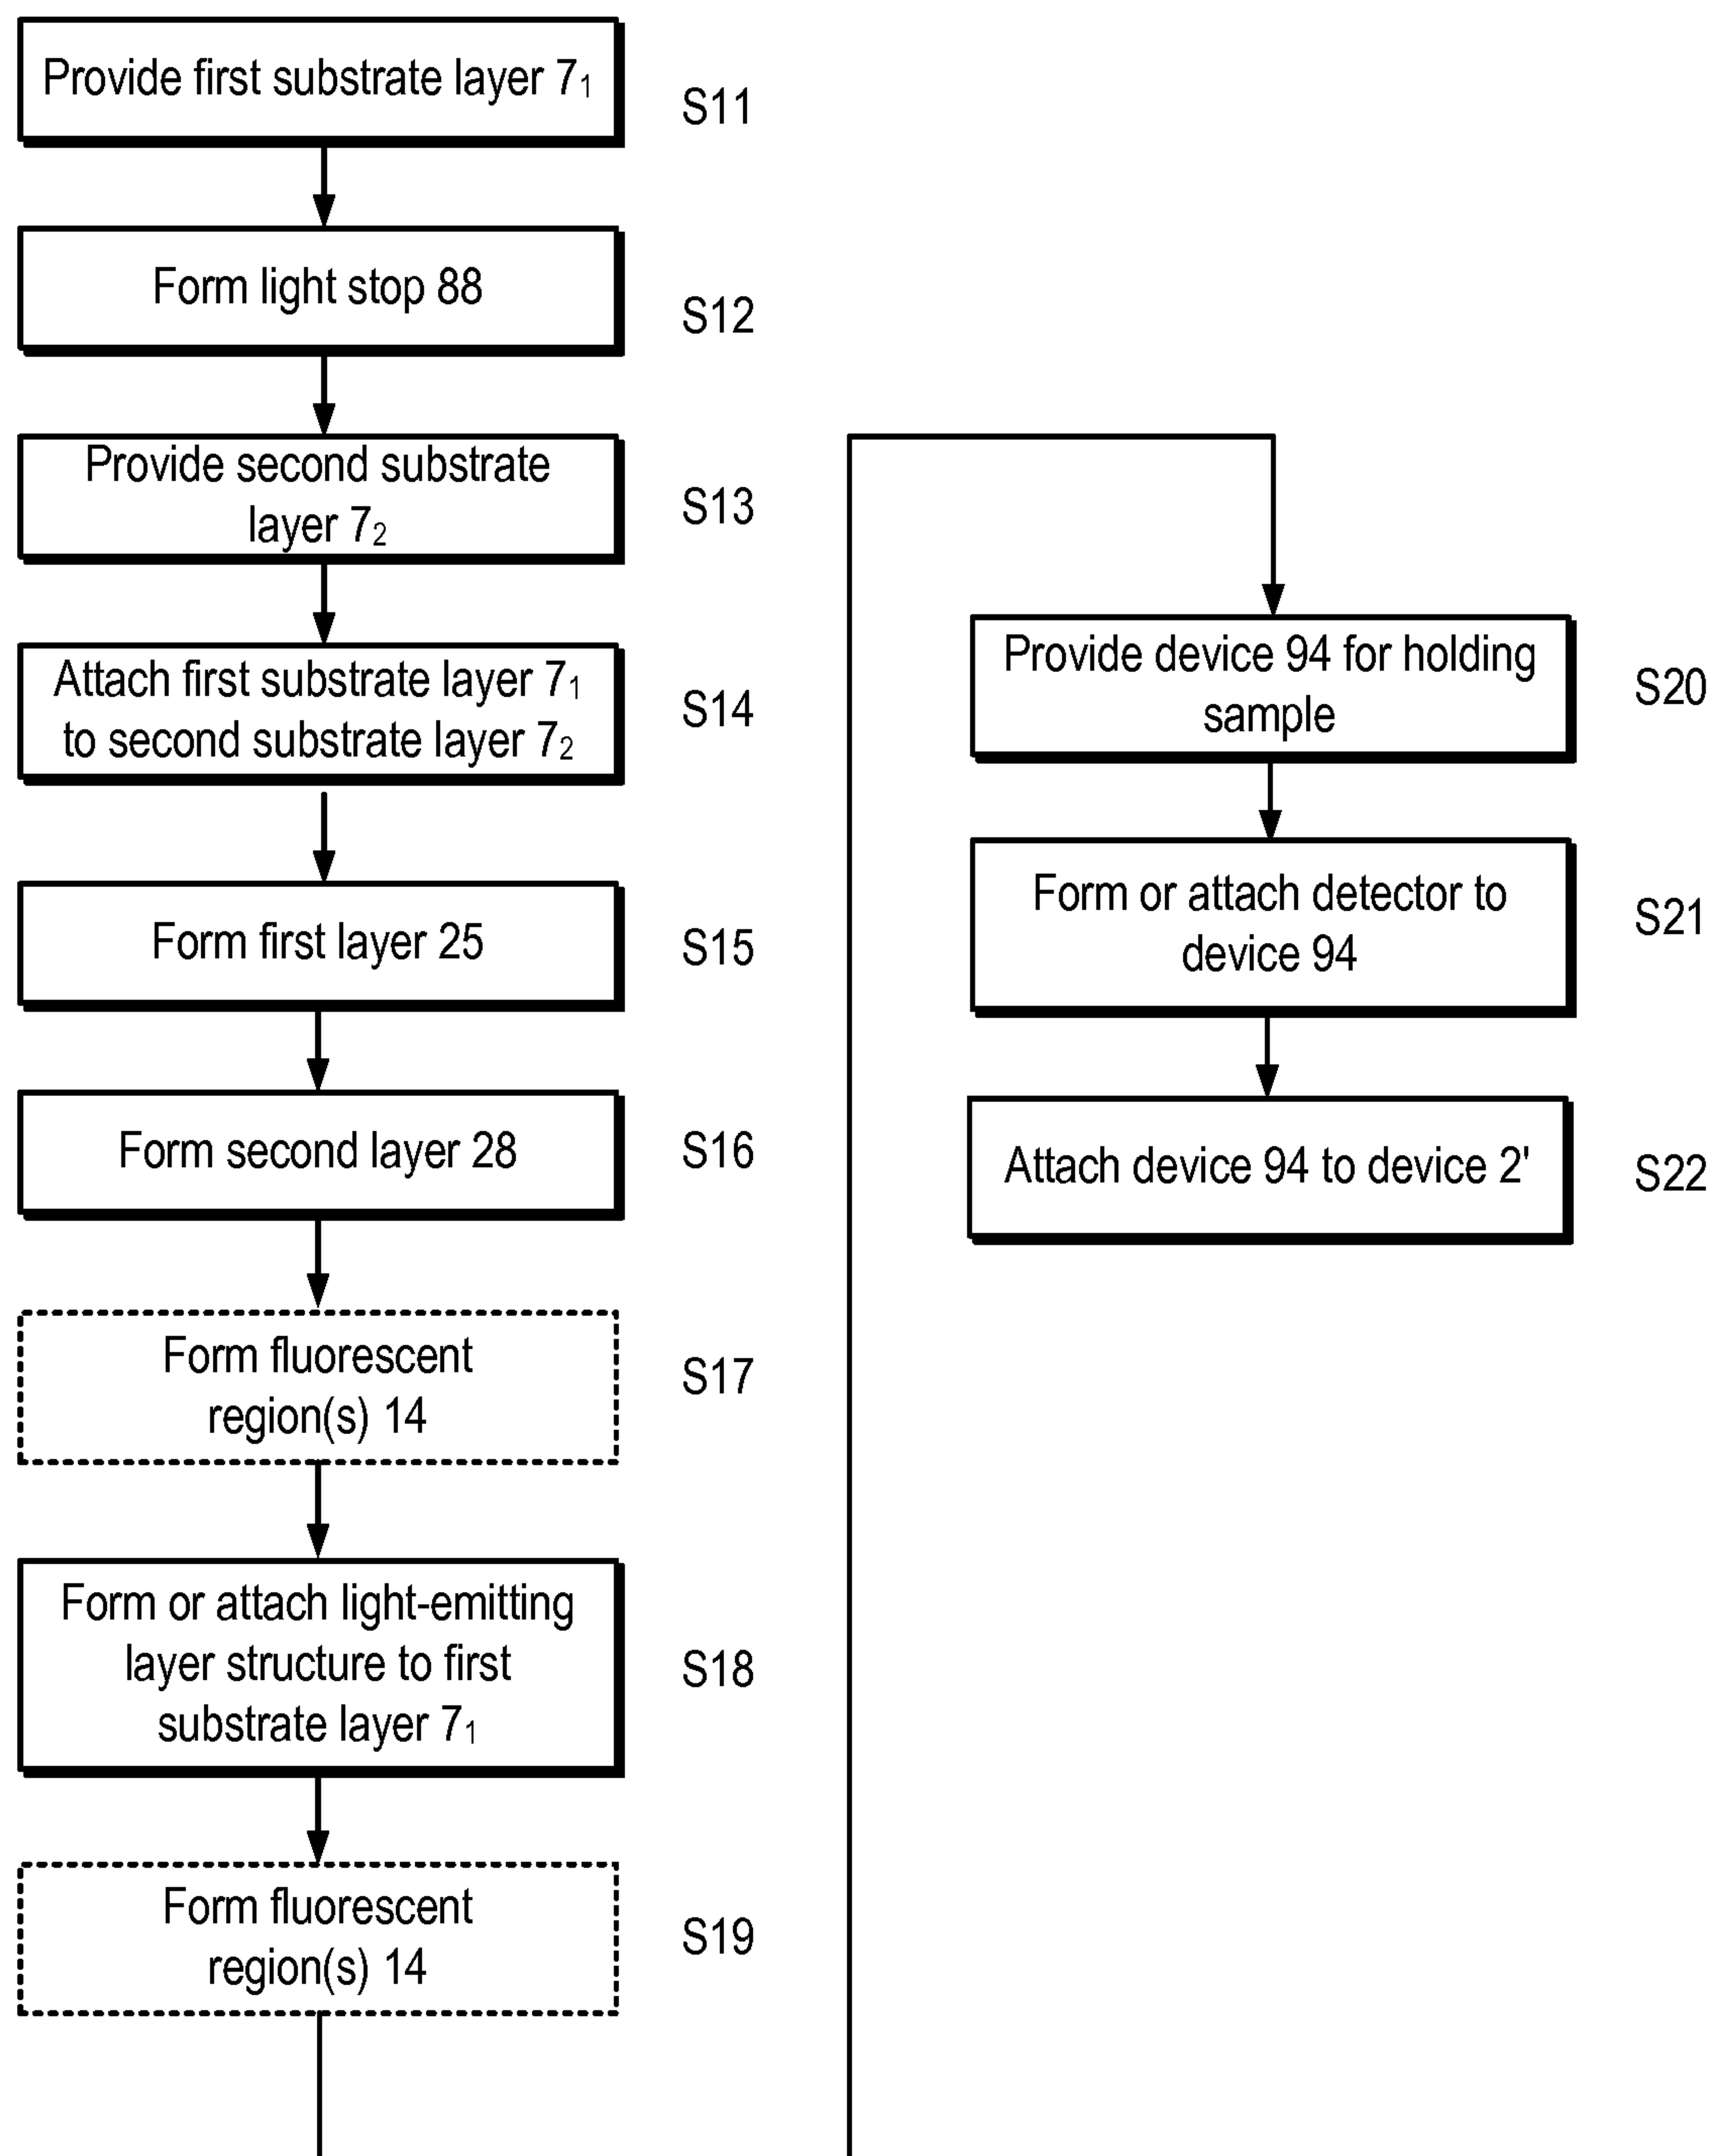 Provide first substrate layer 7₁
S11
Form light stop 88
S12
Provide second substrate
layer 7₂
S13
Attach first substrate layer 7₁
to second substrate layer 7₂
S14
Form first layer 25
S15
Form second layer 28
S16
Form fluorescent
region(s) 14
S17
Form or attach light-emitting
layer structure to first
substrate layer 7₁
S18
Form fluorescent
region(s) 14
S19
Provide device 94 for holding
sample
S20
Form or attach detector to
device 94
S21
Attach device 94 to device 2'
S22